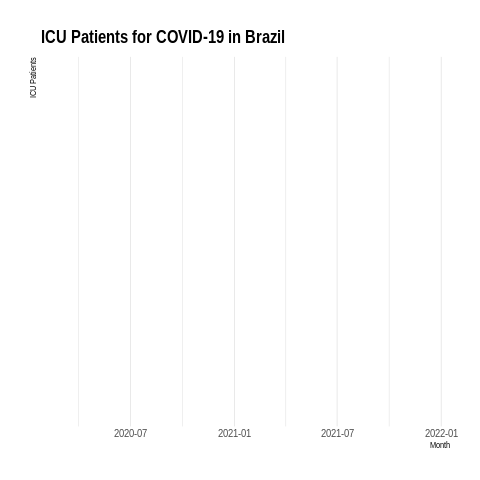 ICU Patients for COVID-19 in Brazil
ICU Patients
2020-07 2021-01 2021-07 2022-01
Month